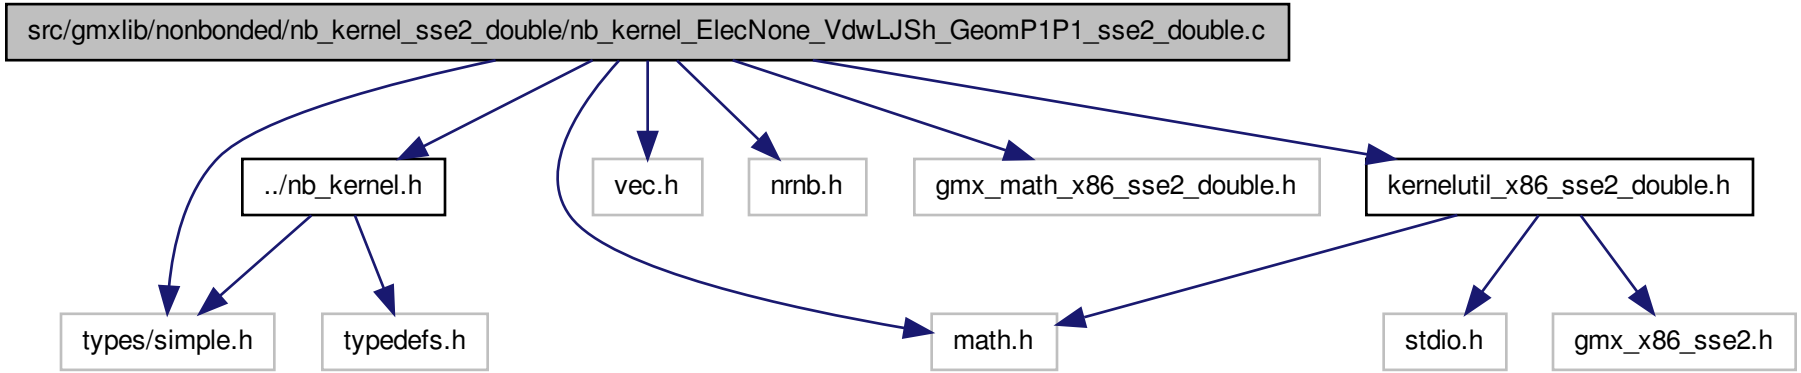 src/gmxlib/nonbonded/nb_kernel_sse2_double/nb_kernel_ElecNone_VdwLJSh_GeomP1P1_sse2_double.c
../nb_kernel.h
vec.h
nrnb.h
gmx_math_x86_sse2_double.h
kernelutil_x86_sse2_double.h
types/simple.h
typedefs.h
math.h
stdio.h
gmx_x86_sse2.h